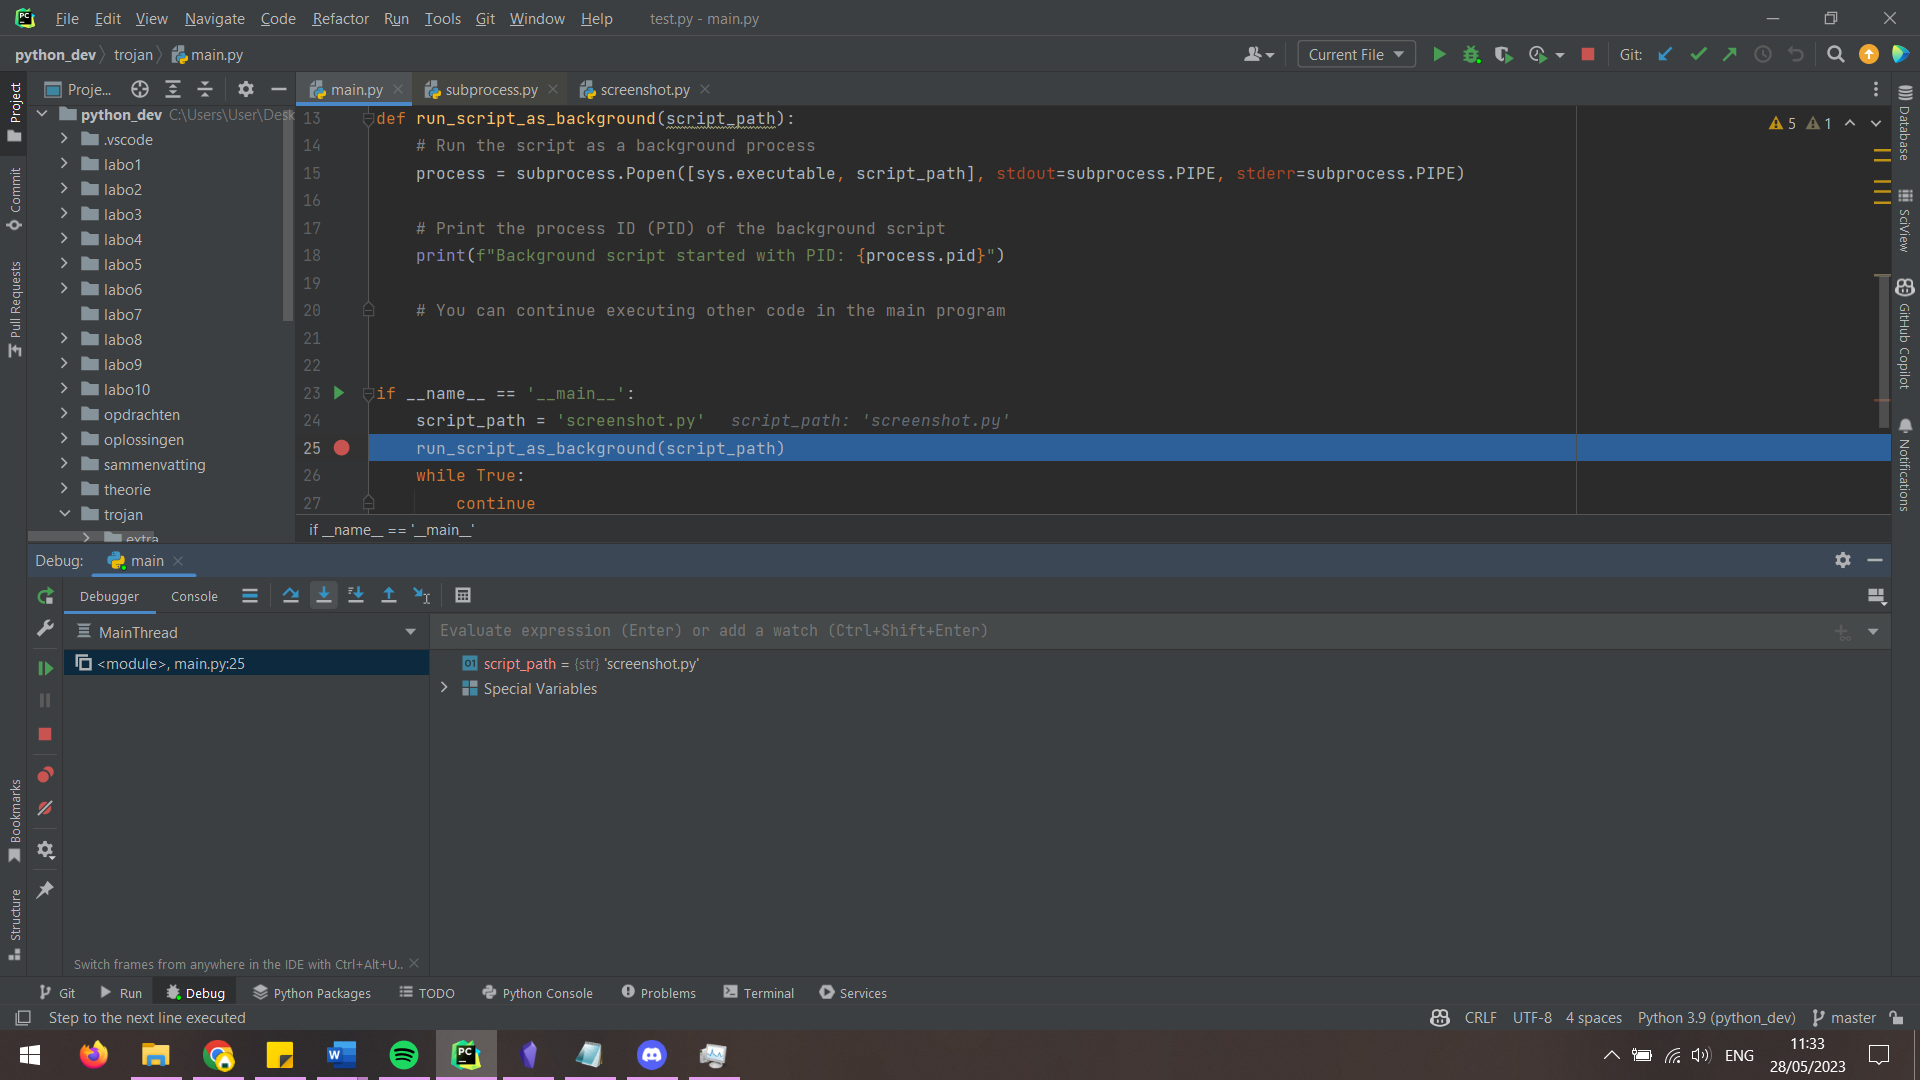 File Edit View Navigate Code Refactor Run Tools Git Window Help test.py - main.py
python_dev trojan main.py Current File Git:
Proje... main.py subprocess.py screenshot.py
Project
Commit
Pull Requests
Bookmarks
Structure
python_dev C:\Users\User\Desk
.vscode
labo1
labo2
labo3
labo4
labo5
labo6
labo7
labo8
labo9
labo10
opdrachten
oplossingen
sammenvatting
theorie
trojan
extra
5 1
13 def run_script_as_background(script_path):
14 # Run the script as a background process
15 process = subprocess.Popen([sys.executable, script_path], stdout=subprocess.PIPE, stderr=subprocess.PIPE)
16
17 # Print the process ID (PID) of the background script
18 print(f"Background script started with PID: {process.pid}")
19
20 # You can continue executing other code in the main program
21
22
23 if __name__ == '__main__':
24 script_path = 'screenshot.py' script_path: 'screenshot.py'
25 run_script_as_background(script_path)
26 while True:
27 continue
if __name__ == '__main__'
Database
SciView
GitHub Copilot
Notifications
Debug: main
Debugger Console
MainThread
Evaluate expression (Enter) or add a watch (Ctrl+Shift+Enter)
<module>, main.py:25
script_path = {str} 'screenshot.py'
Special Variables
Switch frames from anywhere in the IDE with Ctrl+Alt+U..
Git Run Debug Python Packages TODO Python Console Problems Terminal Services
Step to the next line executed CRLF UTF-8 4 spaces Python 3.9 (python_dev) master
ENG
11:33
28/05/2023